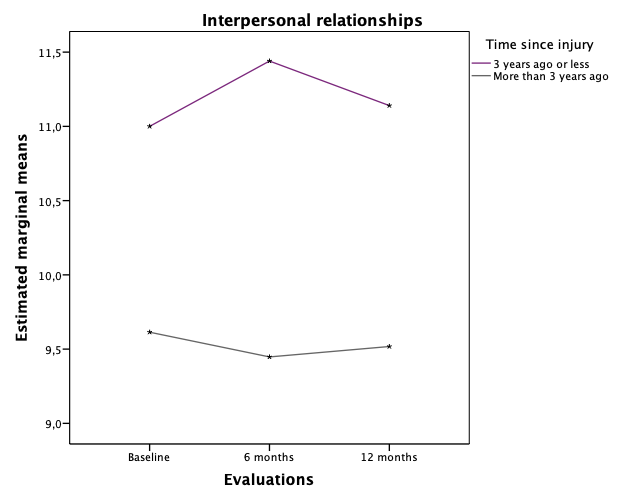 Interpersonal relationships
Time since injury
3 years ago or less
More than 3 years ago
Estimated marginal means
11,5
11,0
10,5
10,0
9,5
9,0
Baseline
6 months
12 months
Evaluations